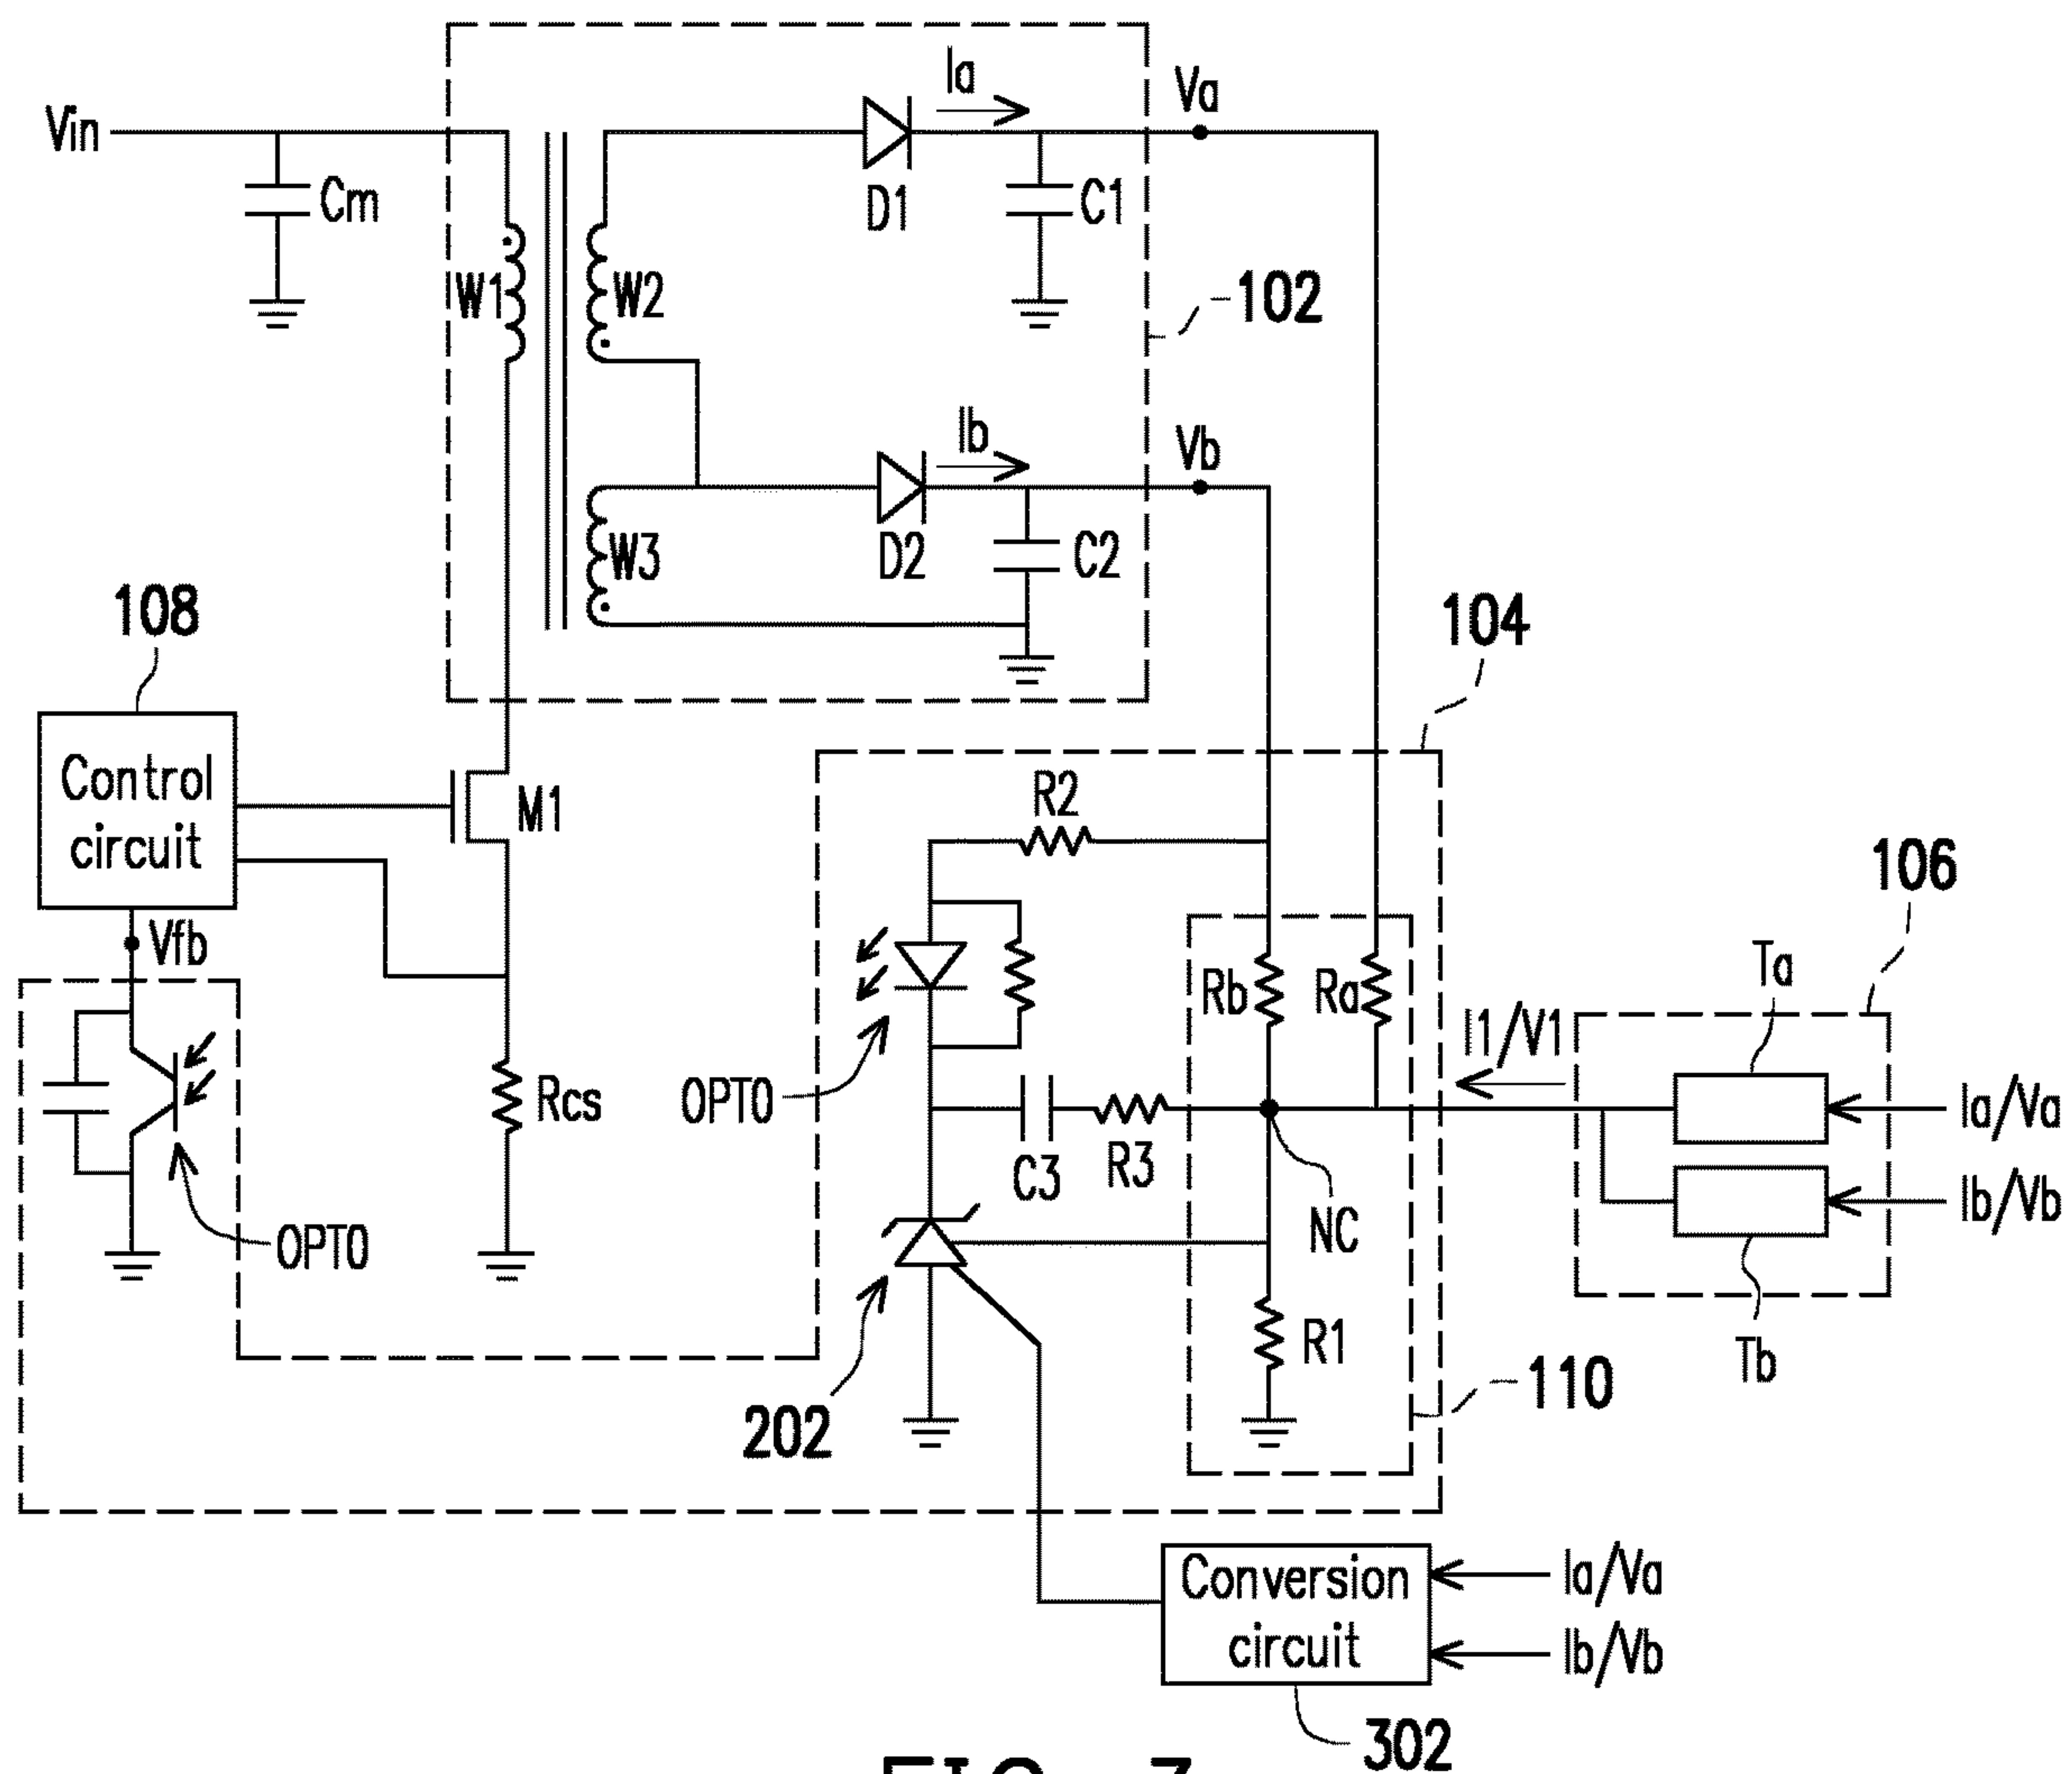 Ia
Va
Vin
Cm
D1
C1
W1
W2
102
Ib
Vb
W3
D2
C2
108
104
Control
circuit
M1
R2
106
Vfb
Ta
Rb
Ra
I1/V1
Rcs
OPTO
Ia/Va
C3
R3
Ib/Vb
NC
OPTO
R1
Tb
202
110
Conversion
circuit
Ia/Va
Ib/Vb
302